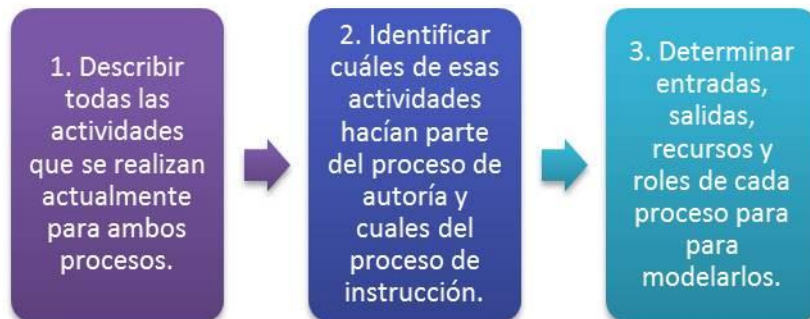 1. Describir
todas las
actividades
que se realizan
actualmente
para ambos
procesos.
2. Identificar
cuáles de esas
actividades
hacían parte
del proceso de
autoría y
cuales del
proceso de
instrucción.
3. Determinar
entradas,
salidas,
recursos y
roles de cada
proceso para
para
modelarlos.